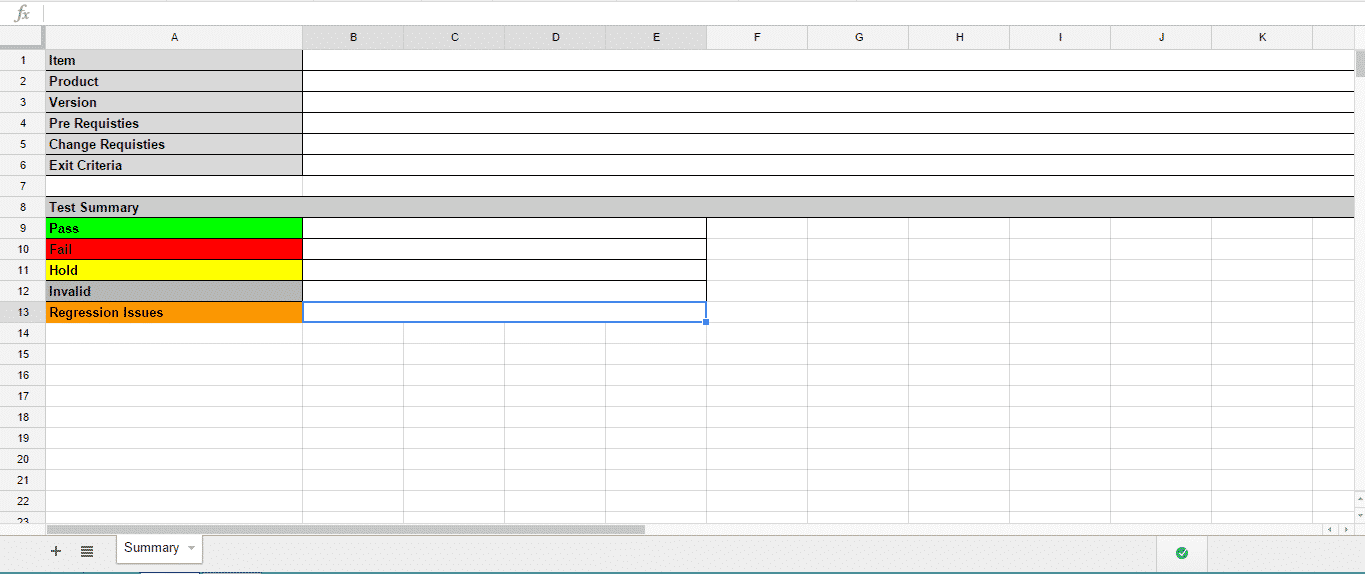 fx
A B C D E F G H I J K
1 Item
2 Product
3 Version
4 Pre Requisties
5 Change Requisties
6 Exit Criteria
7
8 Test Summary
9 Pass
10 Fail
11 Hold
12 Invalid
13 Regression Issues
14
15
16
17
18
19
20
21
22
23
+ Summary